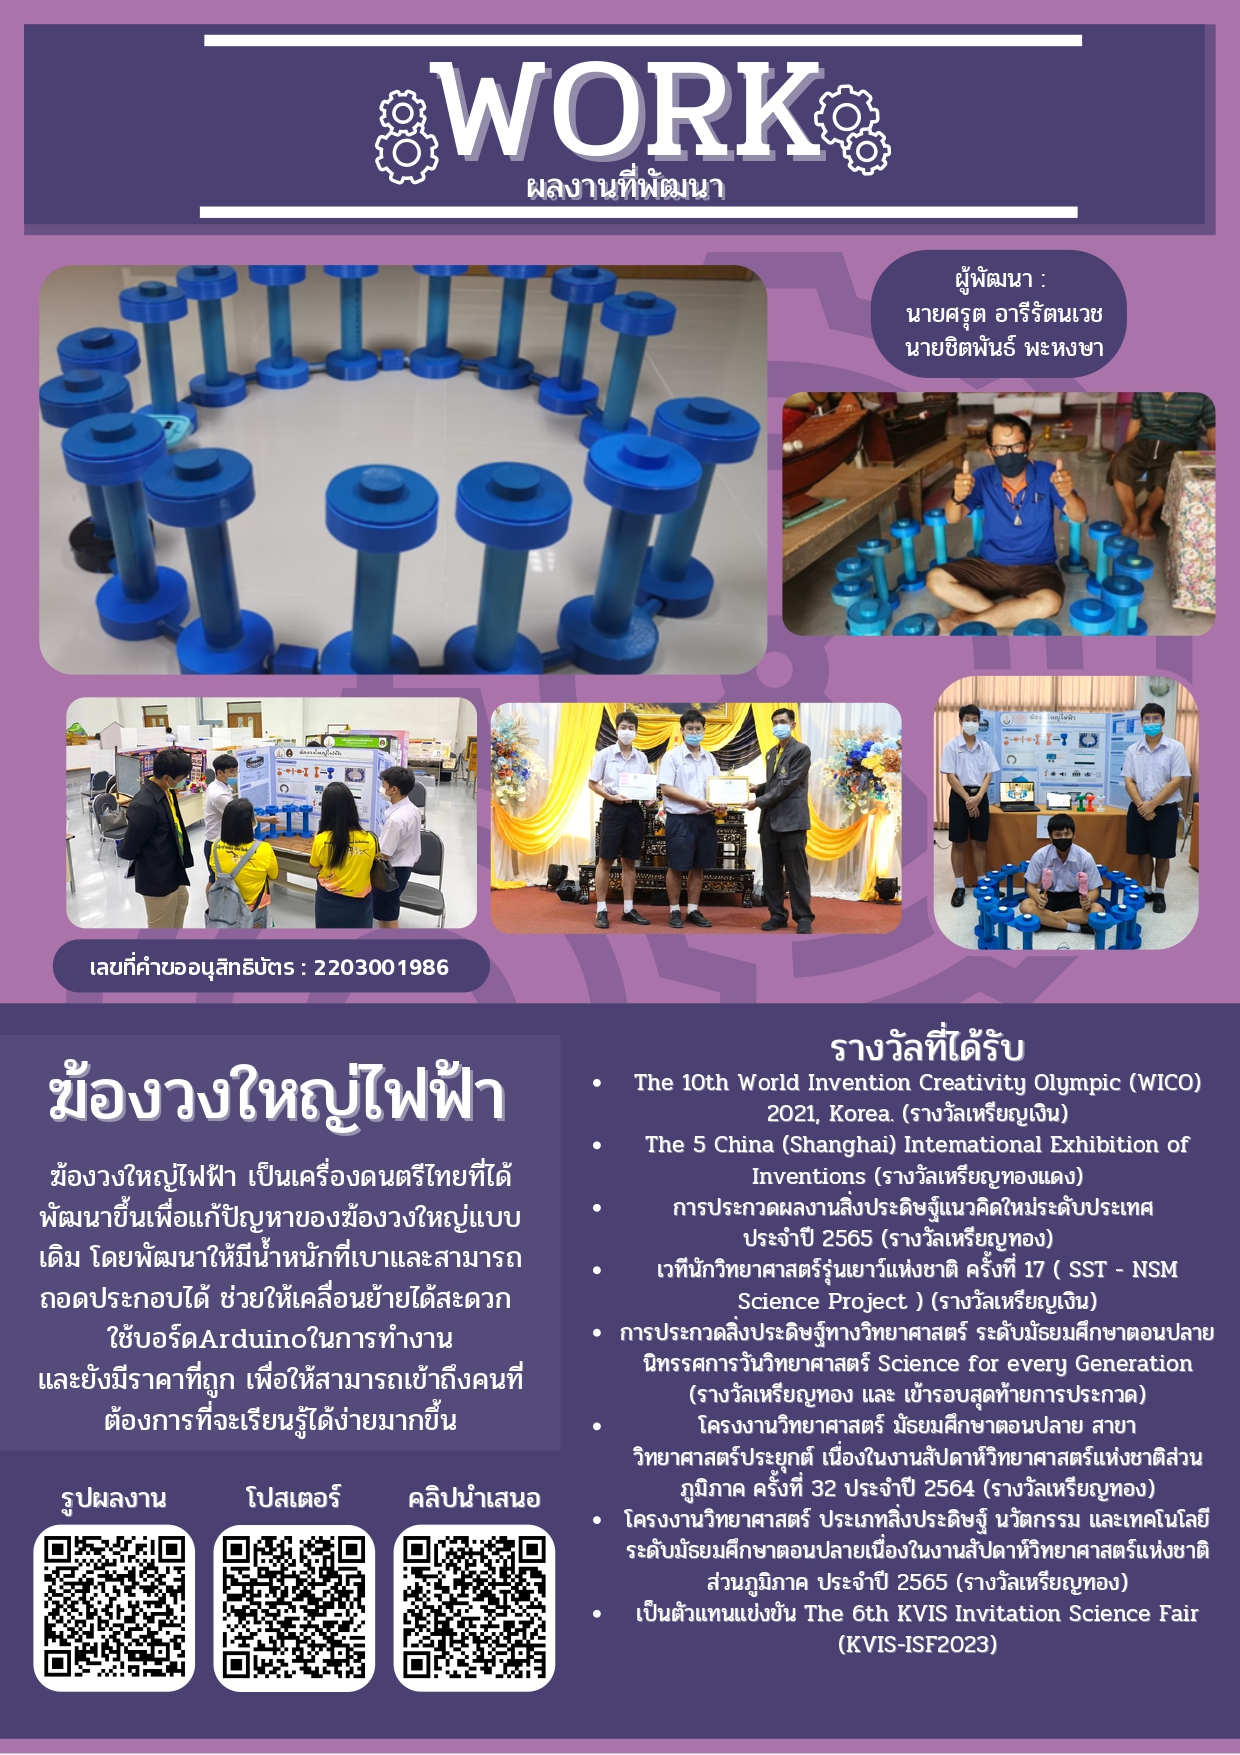 WORK
ผลงานที่พัฒนา
ผู้พัฒนา :
นายศรุต อารีรัตนเวช
นายชิตพันธ์ พะหงษา
ฆ้องวงใหญ่ไฟฟ้า
เลขที่คำขออนุสิทธิบัตร : 2203001986
ฆ้องวงใหญ่ไฟฟ้า
ฆ้องวงใหญ่ไฟฟ้า เป็นเครื่องดนตรีไทยที่ได้
พัฒนาขึ้นเพื่อแก้ปัญหาของฆ้องวงใหญ่แบบ
เดิม โดยพัฒนาให้มีน้ำหนักที่เบาและสามารถ
ถอดประกอบได้ ช่วยให้เคลื่อนย้ายได้สะดวก
ใช้บอร์ดArduinoในการทำงาน
และยังมีราคาที่ถูก เพื่อให้สามารถเข้าถึงคนที่
ต้องการที่จะเรียนรู้ได้ง่ายมากขึ้น
รูปผลงาน
โปสเตอร์
คลิปนำเสนอ
รางวัลที่ได้รับ
• The 10th World Invention Creativity Olympic (WICO)
2021, Korea. (รางวัลเหรียญเงิน)
• The 5 China (Shanghai) Intemational Exhibition of
Inventions (รางวัลเหรียญทองแดง)
• การประกวดผลงานสิ่งประดิษฐ์แนวคิดใหม่ระดับประเทศ
ประจำปี 2565 (รางวัลเหรียญทอง)
• เวทีนักวิทยาศาสตร์รุ่นเยาว์แห่งชาติ ครั้งที่ 17 ( SST - NSM
Science Project ) (รางวัลเหรียญเงิน)
• การประกวดสิ่งประดิษฐ์ทางวิทยาศาสตร์ ระดับมัธยมศึกษาตอนปลาย
นิทรรศการวันวิทยาศาสตร์ Science for every Generation
(รางวัลเหรียญทอง และ เข้ารอบสุดท้ายการประกวด)
• โครงงานวิทยาศาสตร์ มัธยมศึกษาตอนปลาย สาขา
วิทยาศาสตร์ประยุกต์ เนื่องในงานสัปดาห์วิทยาศาสตร์แห่งชาติส่วน
ภูมิภาค ครั้งที่ 32 ประจำปี 2564 (รางวัลเหรียญทอง)
• โครงงานวิทยาศาสตร์ ประเภทสิ่งประดิษฐ์ นวัตกรรม และเทคโนโลยี
ระดับมัธยมศึกษาตอนปลายเนื่องในงานสัปดาห์วิทยาศาสตร์แห่งชาติ
ส่วนภูมิภาค ประจำปี 2565 (รางวัลเหรียญทอง)
• เป็นตัวแทนแข่งขัน The 6th KVIS Invitation Science Fair
(KVIS-ISF2023)